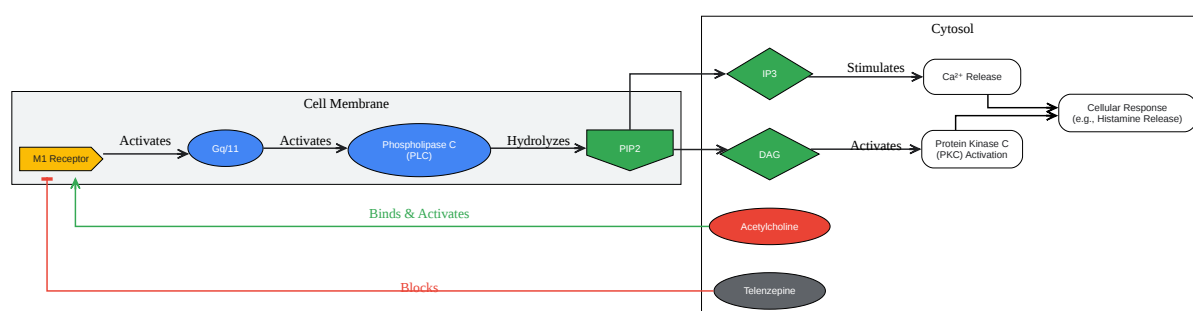 Cytosol
IP3
Stimulates
Ca²⁺ Release
Cell Membrane
Cellular Response
(e.g., Histamine Release)
M1 Receptor
Activates
Gq/11
Activates
Phospholipase C
(PLC)
Hydrolyzes
PIP2
DAG
Activates
Protein Kinase C
(PKC) Activation
Binds & Activates
Acetylcholine
Blocks
Telenzepine